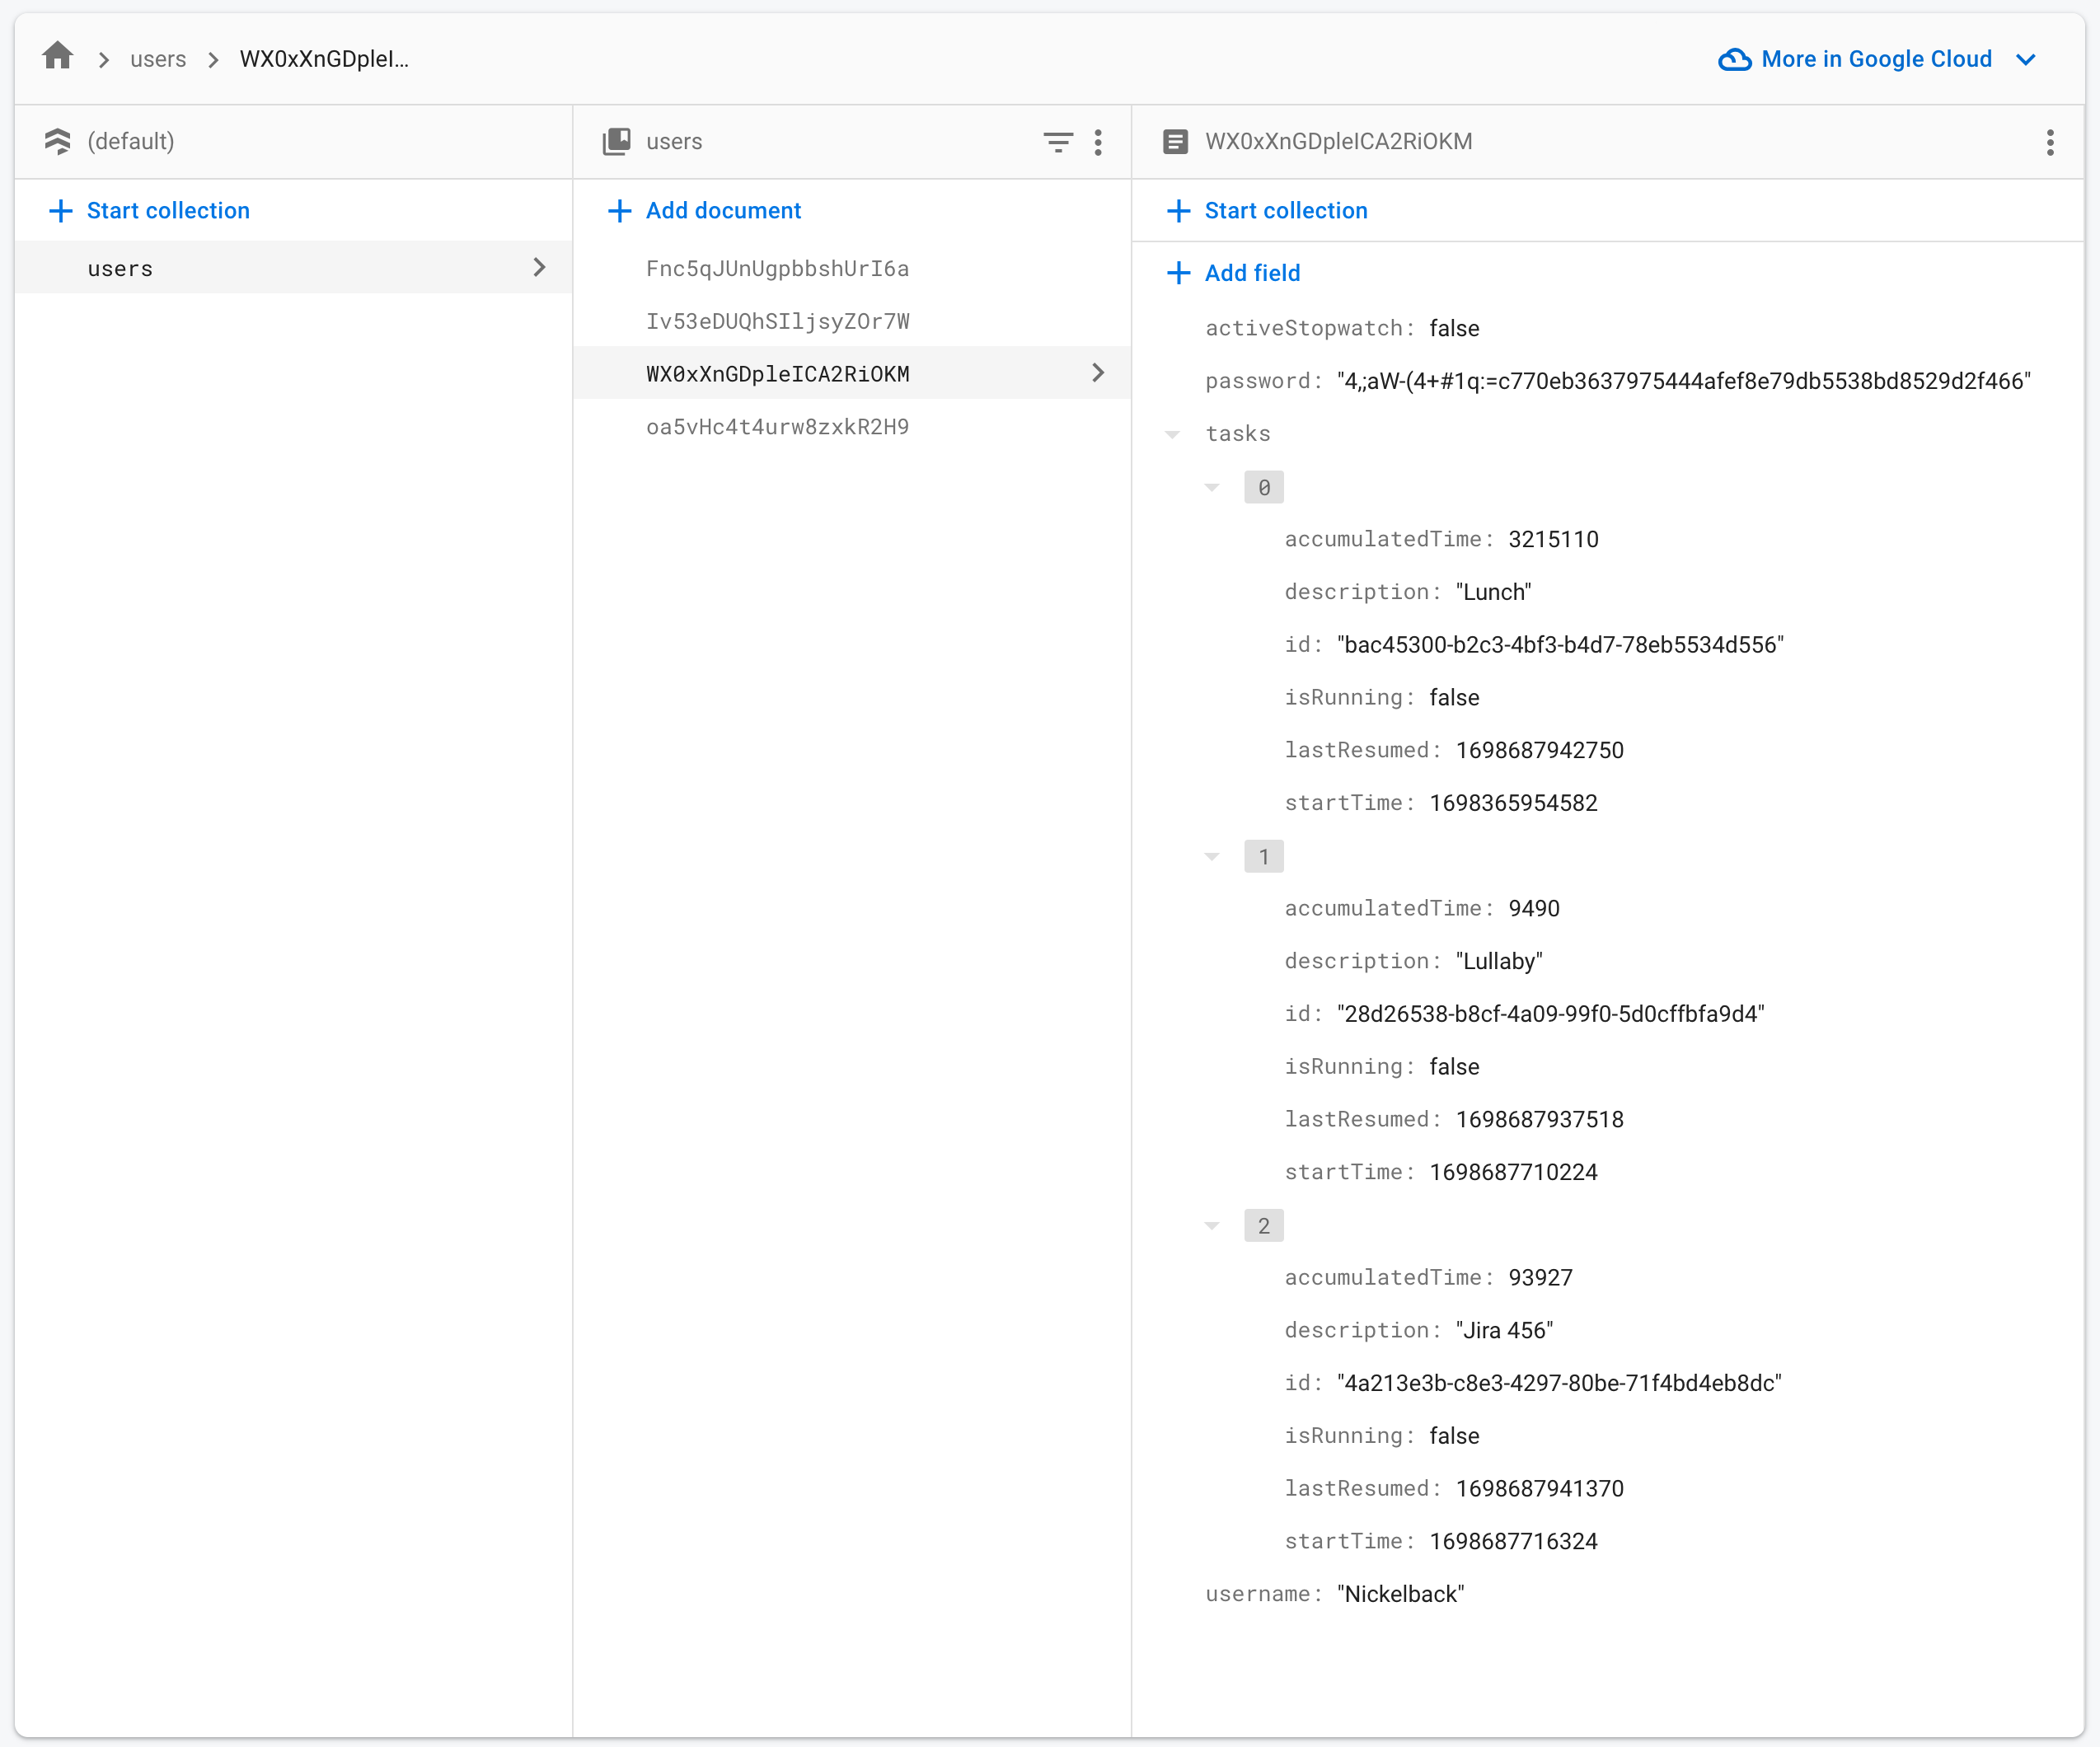 users
WX0xXnGDpleI...
More in Google Cloud
(default)
Start collection
users
users
Add document
Fnc5qJUnUgpbbshUrI6a
Iv53eDUQhSIljsyZOr7W
WX0xXnGDpleICA2RiOKM
oa5vHc4t4urw8zxkR2H9
WX0xXnGDpleICA2RiOKM
Start collection
Add field
activeStopwatch: false
password: "4,;aW-(4+#1q:=c770eb3637975444afef8e79db5538bd8529d2f466"
tasks
0
accumulatedTime: 3215110
description: "Lunch"
id: "bac45300-b2c3-4bf3-b4d7-78eb5534d556"
isRunning: false
lastResumed: 1698687942750
startTime: 1698365954582
1
accumulatedTime: 9490
description: "Lullaby"
id: "28d26538-b8cf-4a09-99f0-5d0cffbfa9d4"
isRunning: false
lastResumed: 1698687937518
startTime: 1698687710224
2
accumulatedTime: 93927
description: "Jira 456"
id: "4a213e3b-c8e3-4297-80be-71f4bd4eb8dc"
isRunning: false
lastResumed: 1698687941370
startTime: 1698687716324
username: "Nickelback"